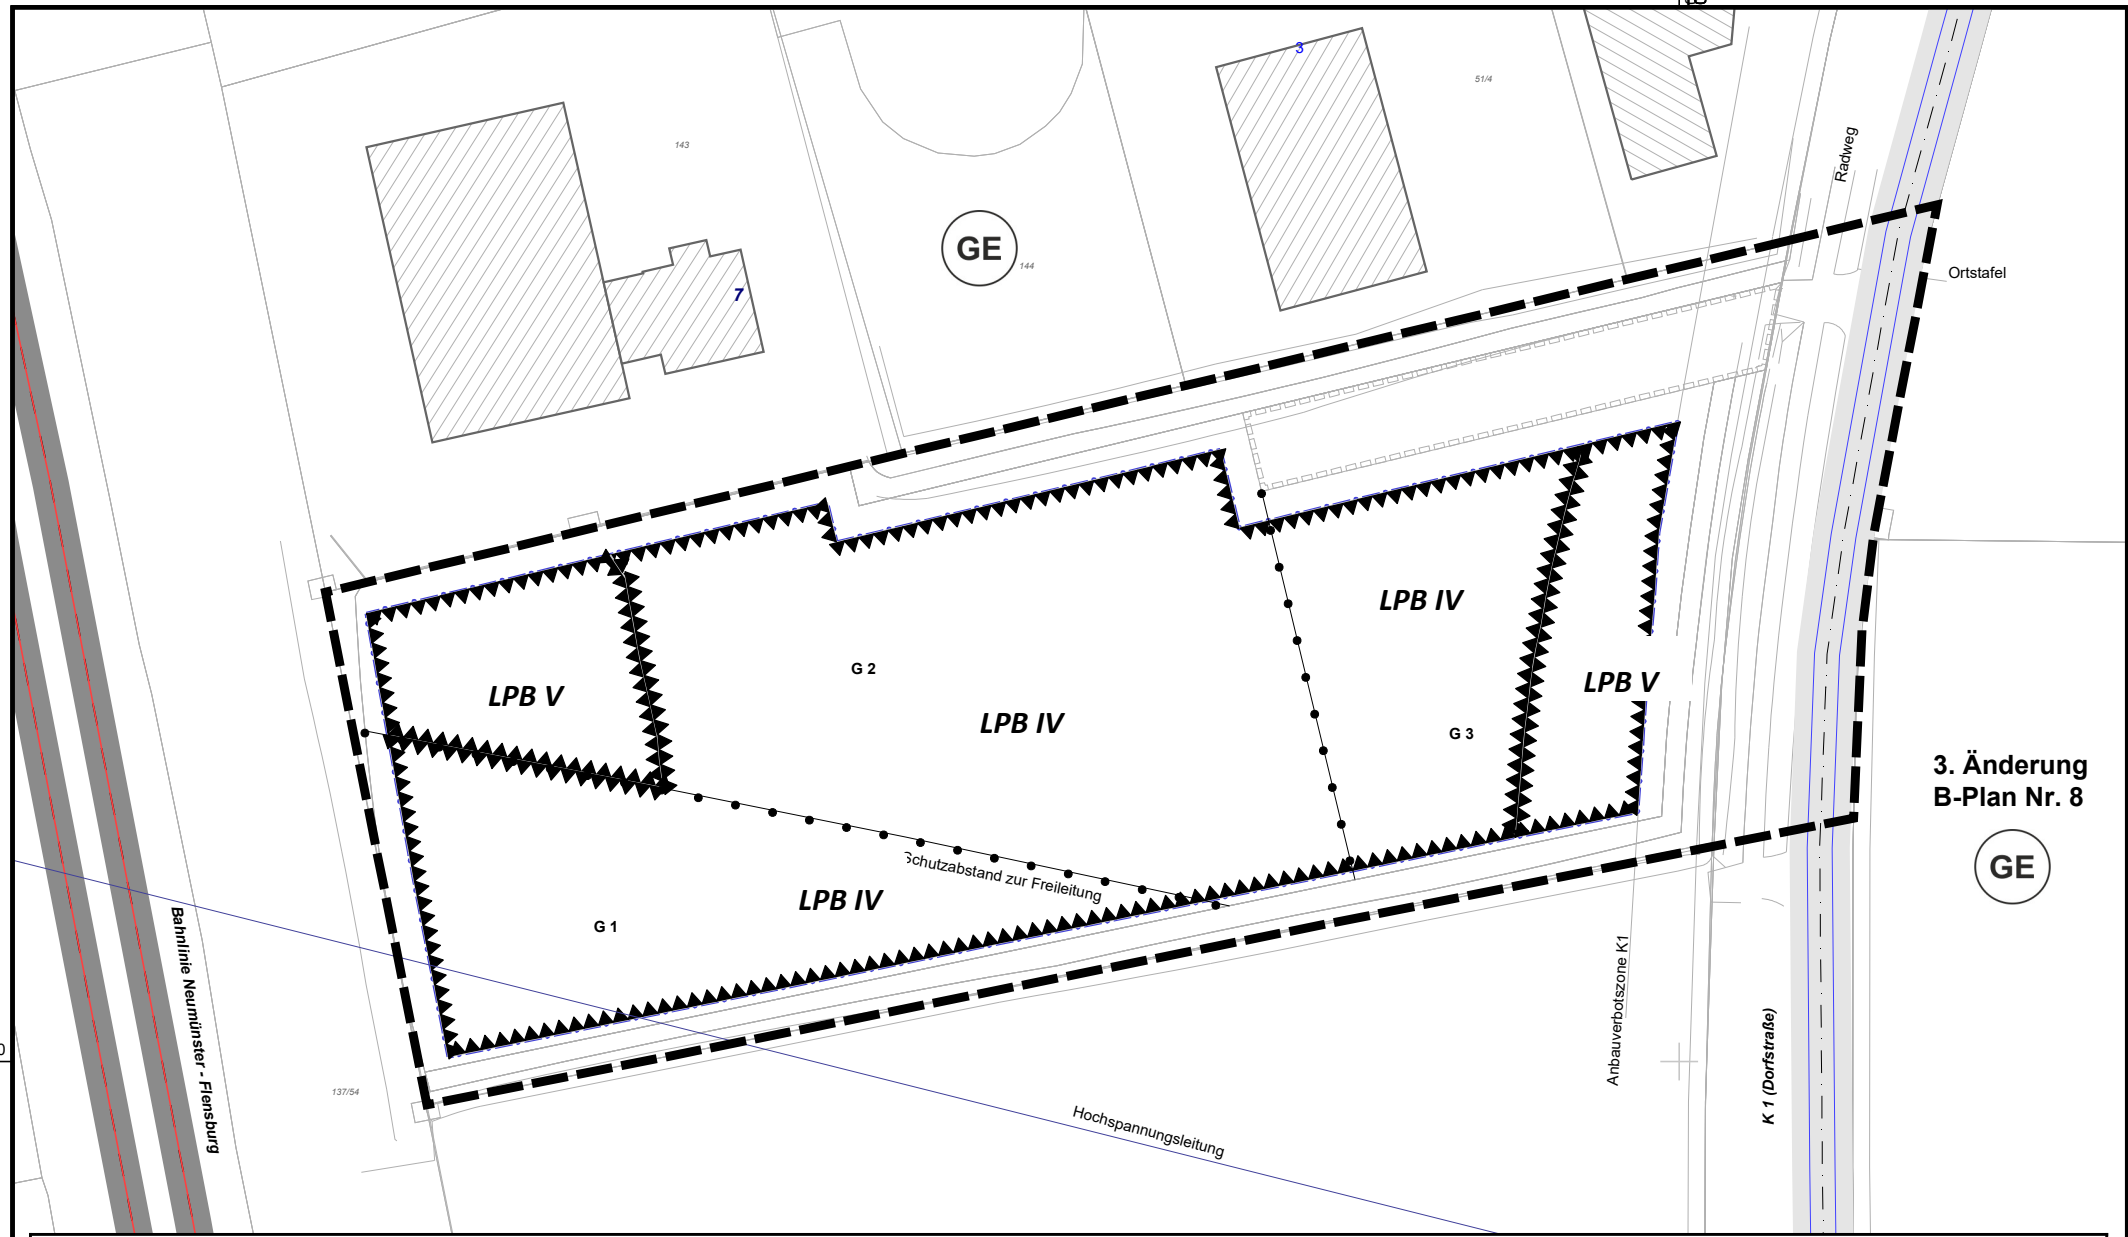 3
51/4
143
Radweg
GE
144
7
Ortstafel
LPB IV
G 2
LPB V
LPB IV
LPB V
G 3
3. Änderung
B-Plan Nr. 8
GE
Schutzabstand zur Freileitung
LPB IV
G 1
Bahnlinie Neumünster - Flensburg
Anbauverbotszone K1
K 1 (Dorfstraße)
137/54
Hochspannungsleitung